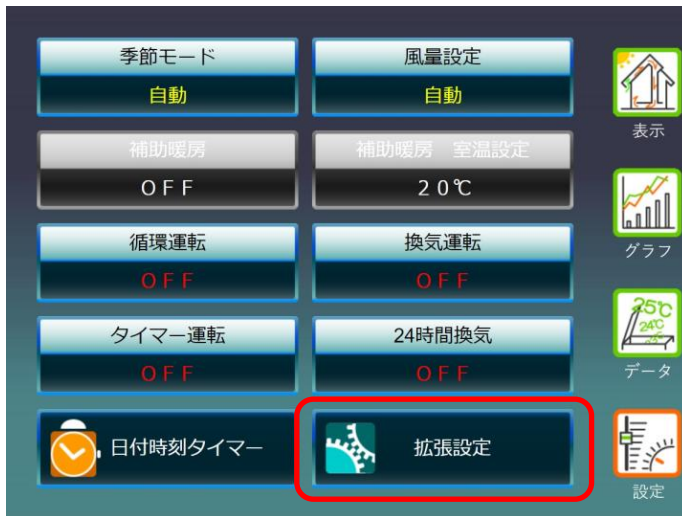 季節モード
自動
風量設定
自動
補助暖房
OFF
補助暖房 室温設定
20℃
循環運転
OFF
換気運転
OFF
タイマー運転
OFF
24時間換気
OFF
日付時刻タイマー
拡張設定
表示
グラフ
25℃
24℃
データ
設定